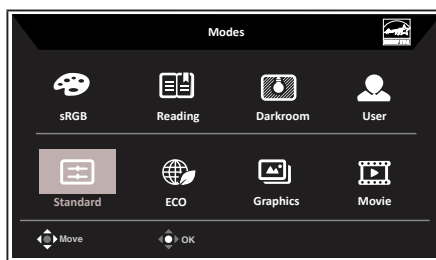 Modes
sRGB Reading Darkroom User
Standard ECO Graphics Movie
Move OK